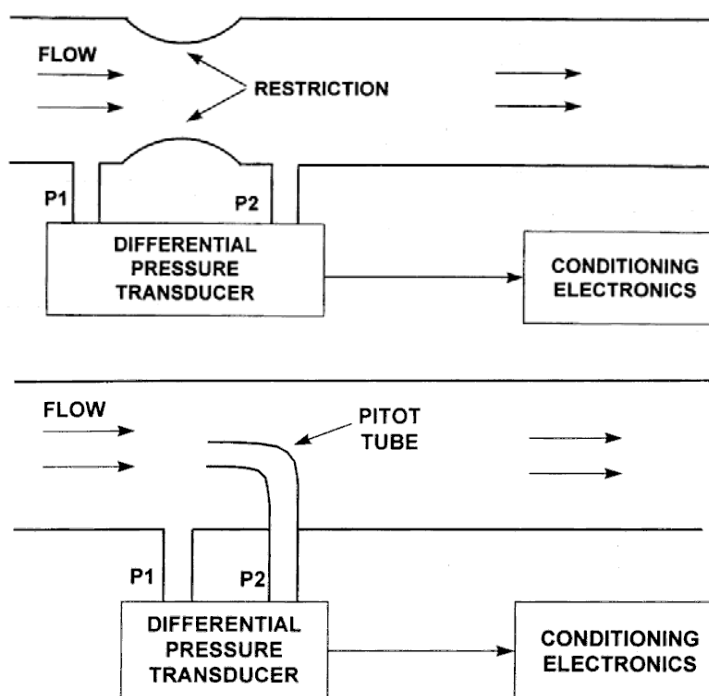 FLOW
RESTRICTION
P1
P2
DIFFERENTIAL
PRESSURE
TRANSDUCER
CONDITIONING
ELECTRONICS
FLOW
PITOT
TUBE
P1
P2
DIFFERENTIAL
PRESSURE
TRANSDUCER
CONDITIONING
ELECTRONICS